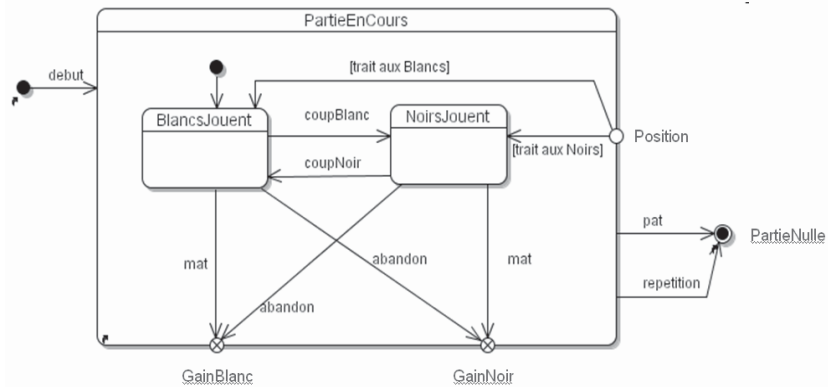 PartieEnCours
debut
[trait aux Blancs]
BlancsJouent
coupBlanc
NoirsJouent
Position
[trait aux Noirs]
coupNoir
pat
PartieNulle
mat
abandon
mat
repetition
abandon
GainBlanc
GainNoir